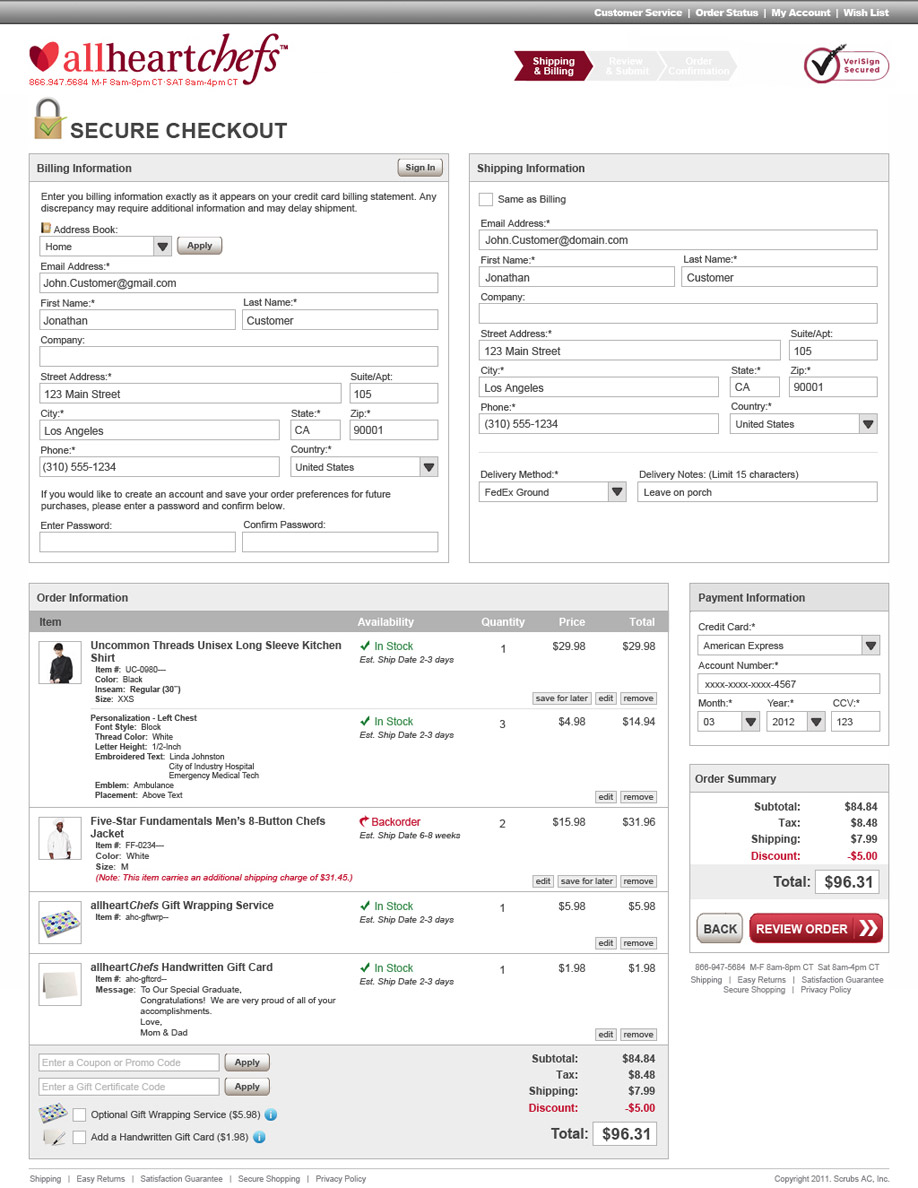 Customer Service | Order Status | My Account | Wish List
allheartchefs™
866.947.5684 M-F 8am-8pm CT·SAT 8am-4pm CT
Shipping & Billing
Review & Submit
Order Confirmation
VeriSign Secured
SECURE CHECKOUT
Billing Information
Sign In
Enter you billing information exactly as it appears on your credit card billing statement. Any
discrepancy may require additional information and may delay shipment.
Address Book:
Home
Apply
Email Address:*
John.Customer@gmail.com
First Name:* Last Name:*
Jonathan Customer
Company:
Street Address:* Suite/Apt:
123 Main Street 105
City:* State:* Zip:*
Los Angeles CA 90001
Phone:* Country:*
(310) 555-1234 United States
If you would like to create an account and save your order preferences for future
purchases, please enter a password and confirm below.
Enter Password: Confirm Password:
Shipping Information
Same as Billing
Email Address:*
John.Customer@domain.com
First Name:* Last Name:*
Jonathan Customer
Company:
Street Address:* Suite/Apt:
123 Main Street 105
City:* State:* Zip:*
Los Angeles CA 90001
Phone:* Country:*
(310) 555-1234 United States
Delivery Method:* Delivery Notes: (Limit 15 characters)
FedEx Ground Leave on porch
Order Information
Item Availability Quantity Price Total
Uncommon Threads Unisex Long Sleeve Kitchen
Shirt
In Stock 1 $29.98 $29.98
Est. Ship Date 2-3 days
Item #: UC-0980---
Color: Black
Inseam: Regular (30˝)
Size: XXS
save for later edit remove
Personalization - Left Chest
In Stock 3 $4.98 $14.94
Est. Ship Date 2-3 days
Font Style: Block
Thread Color: White
Letter Height: 1/2-Inch
Embroidered Text: Linda Johnston
City of Industry Hospital
Emergency Medical Tech
Emblem: Ambulance
Placement: Above Text
edit remove
Five-Star Fundamentals Men's 8-Button Chefs
Jacket
Backorder 2 $15.98 $31.96
Est. Ship Date 6-8 weeks
Item #: FF-0234---
Color: White
Size: M
(Note: This item carries an additional shipping charge of $31.45.)
edit save for later remove
allheartChefs Gift Wrapping Service
In Stock 1 $5.98 $5.98
Item #: ahc-gftwrp--
Est. Ship Date 2-3 days
edit remove
allheartChefs Handwritten Gift Card
In Stock 1 $1.98 $1.98
Item #: ahc-gftcrd--
Est. Ship Date 2-3 days
Message: To Our Special Graduate,
Congratulations! We are very proud of all of your
accomplishments.
Love,
Mom & Dad
edit remove
Enter a Coupon or Promo Code Apply
Enter a Gift Certificate Code Apply
Optional Gift Wrapping Service ($5.98) i
Add a Handwritten Gift Card ($1.98) i
Subtotal: $84.84
Tax: $8.48
Shipping: $7.99
Discount: -$5.00
Total: $96.31
Payment Information
Credit Card:*
American Express
Account Number:*
xxxx-xxxx-xxxx-4567
Month:* Year:* CCV:*
03 2012 123
Order Summary
Subtotal: $84.84
Tax: $8.48
Shipping: $7.99
Discount: -$5.00
Total: $96.31
BACK REVIEW ORDER
866-947-5684 M-F 8am-8pm CT Sat 8am-4pm CT
Shipping | Easy Returns | Satisfaction Guarantee
Secure Shopping | Privacy Policy
Shipping | Easy Returns | Satisfaction Guarantee | Secure Shopping | Privacy Policy
Copyright 2011. Scrubs AC, Inc.